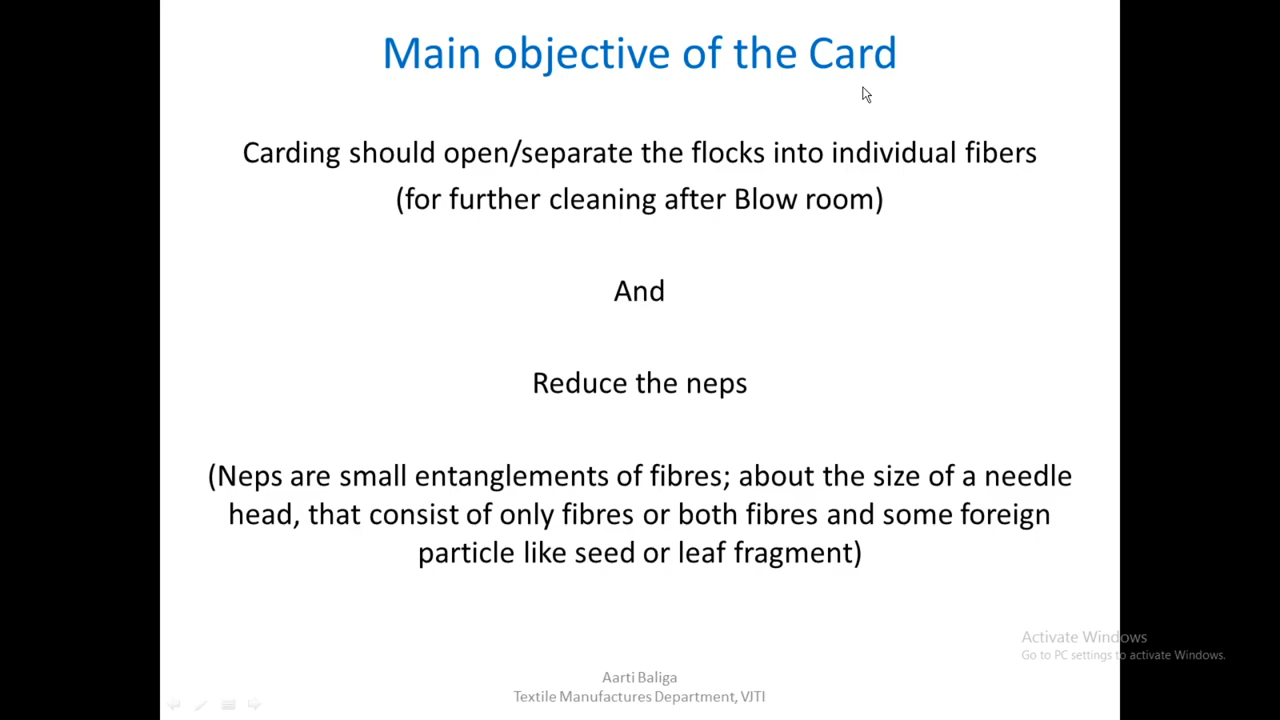 Main objective of the Card
Carding should open/separate the flocks into individual fibers
(for further cleaning after Blow room)
And
Reduce the neps
(Neps are small entanglements of fibres; about the size of a needle
head, that consist of only fibres or both fibres and some foreign
particle like seed or leaf fragment)
Activate Windows
Go to PC settings to activate Windows.
Aarti Baliga
Textile Manufactures Department, VJTI